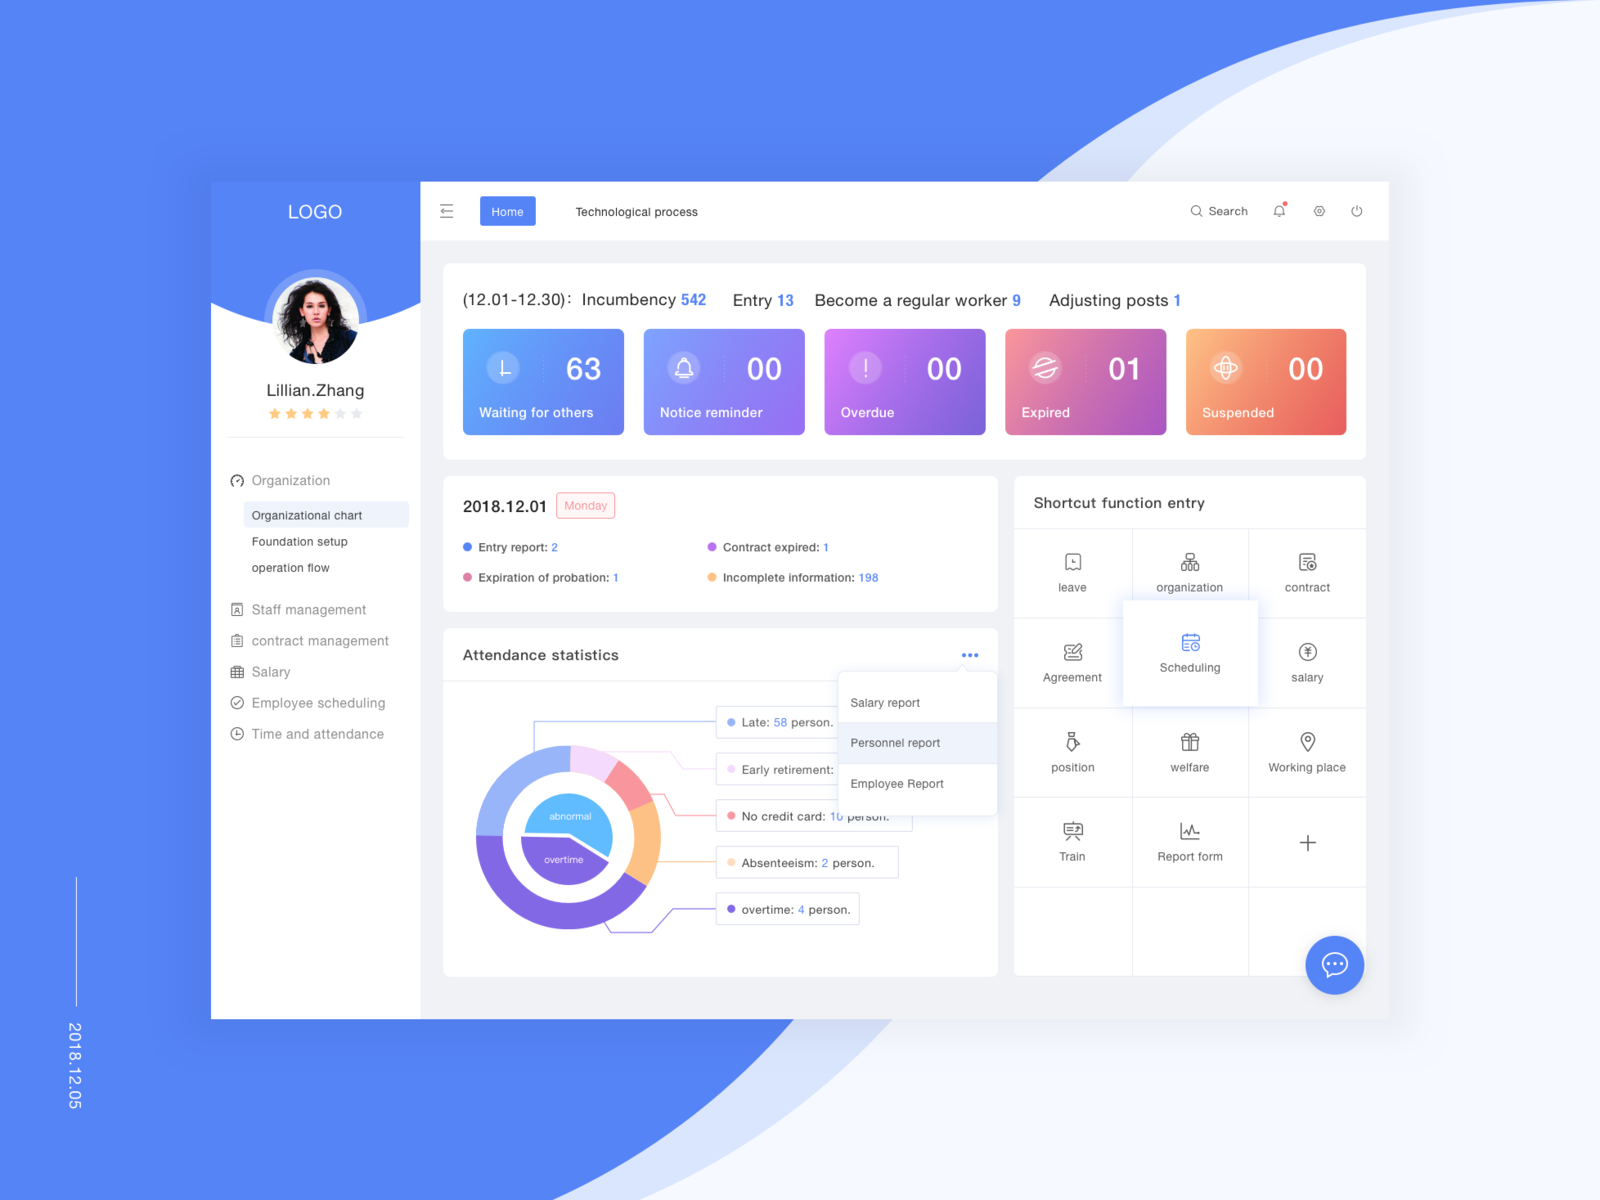 LOGO
Home
Technological process
Search
Lillian.Zhang
Organization
Organizational chart
Foundation setup
operation flow
Staff management
contract management
Salary
Employee scheduling
Time and attendance
(12.01-12.30): Incumbency 542 Entry 13 Become a regular worker 9 Adjusting posts 1
63
Waiting for others
00
Notice reminder
00
Overdue
01
Expired
00
Suspended
2018.12.01 Monday
Entry report: 2
Contract expired: 1
Expiration of probation: 1
Incomplete information: 198
Attendance statistics
Salary report
Personnel report
Employee Report
abnormal
overtime
Late: 58 person.
Early retirement:
No credit card: 10 person.
Absenteeism: 2 person.
overtime: 4 person.
Shortcut function entry
leave
organization
contract
Agreement
Scheduling
salary
position
welfare
Working place
Train
Report form
2018.12.05